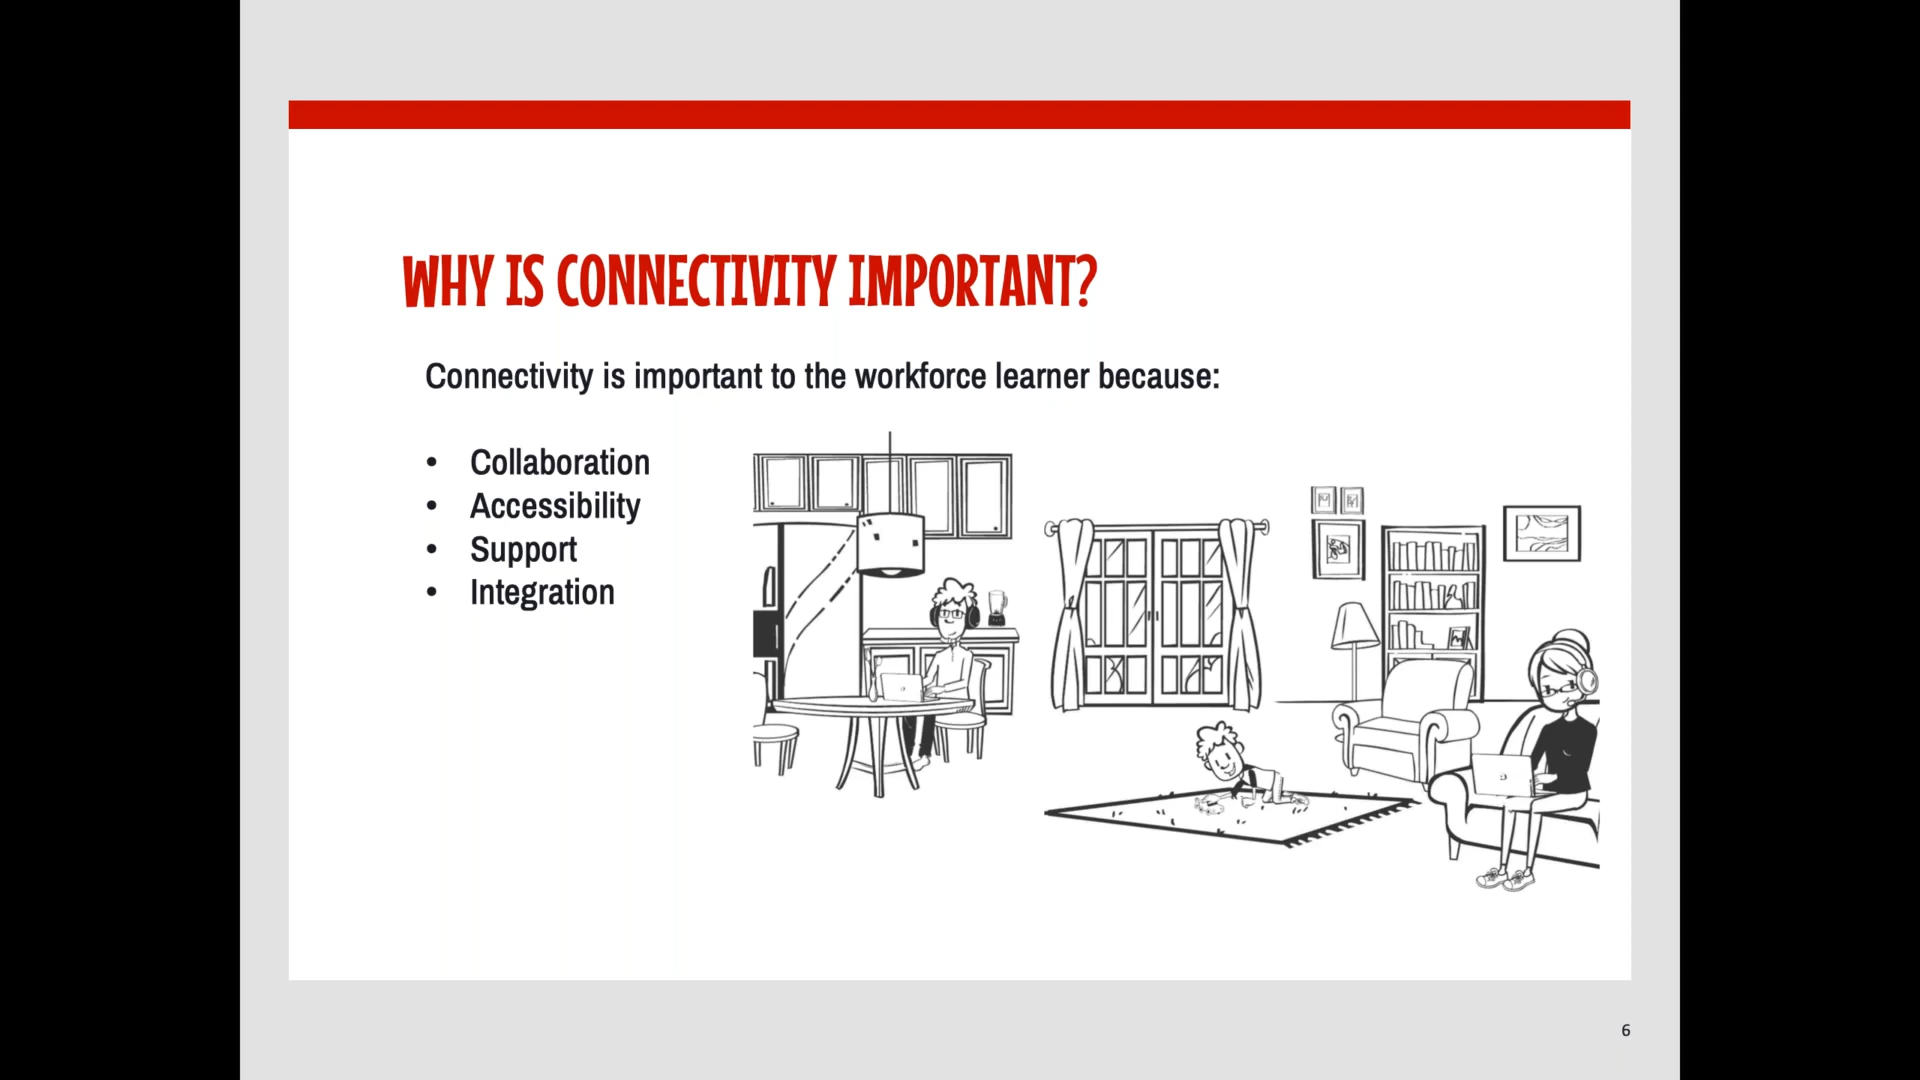 WHY IS CONNECTIVITY IMPORTANT?
Connectivity is important to the workforce learner because:
• Collaboration
• Accessibility
• Support
• Integration
6